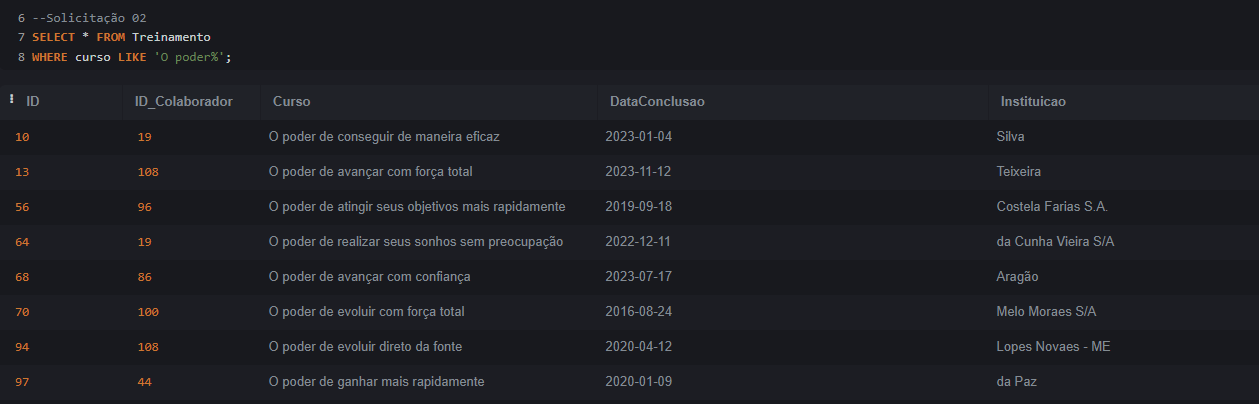 6 --Solicitação 02
7 SELECT * FROM Treinamento
8 WHERE curso LIKE 'O poder%';
ID ID_Colaborador Curso DataConclusao Instituicao
10 19 O poder de conseguir de maneira eficaz 2023-01-04 Silva
13 108 O poder de avançar com força total 2023-11-12 Teixeira
56 96 O poder de atingir seus objetivos mais rapidamente 2019-09-18 Costela Farias S.A.
64 19 O poder de realizar seus sonhos sem preocupação 2022-12-11 da Cunha Vieira S/A
68 86 O poder de avançar com confiança 2023-07-17 Aragão
70 100 O poder de evoluir com força total 2016-08-24 Melo Moraes S/A
94 108 O poder de evoluir direto da fonte 2020-04-12 Lopes Novaes - ME
97 44 O poder de ganhar mais rapidamente 2020-01-09 da Paz